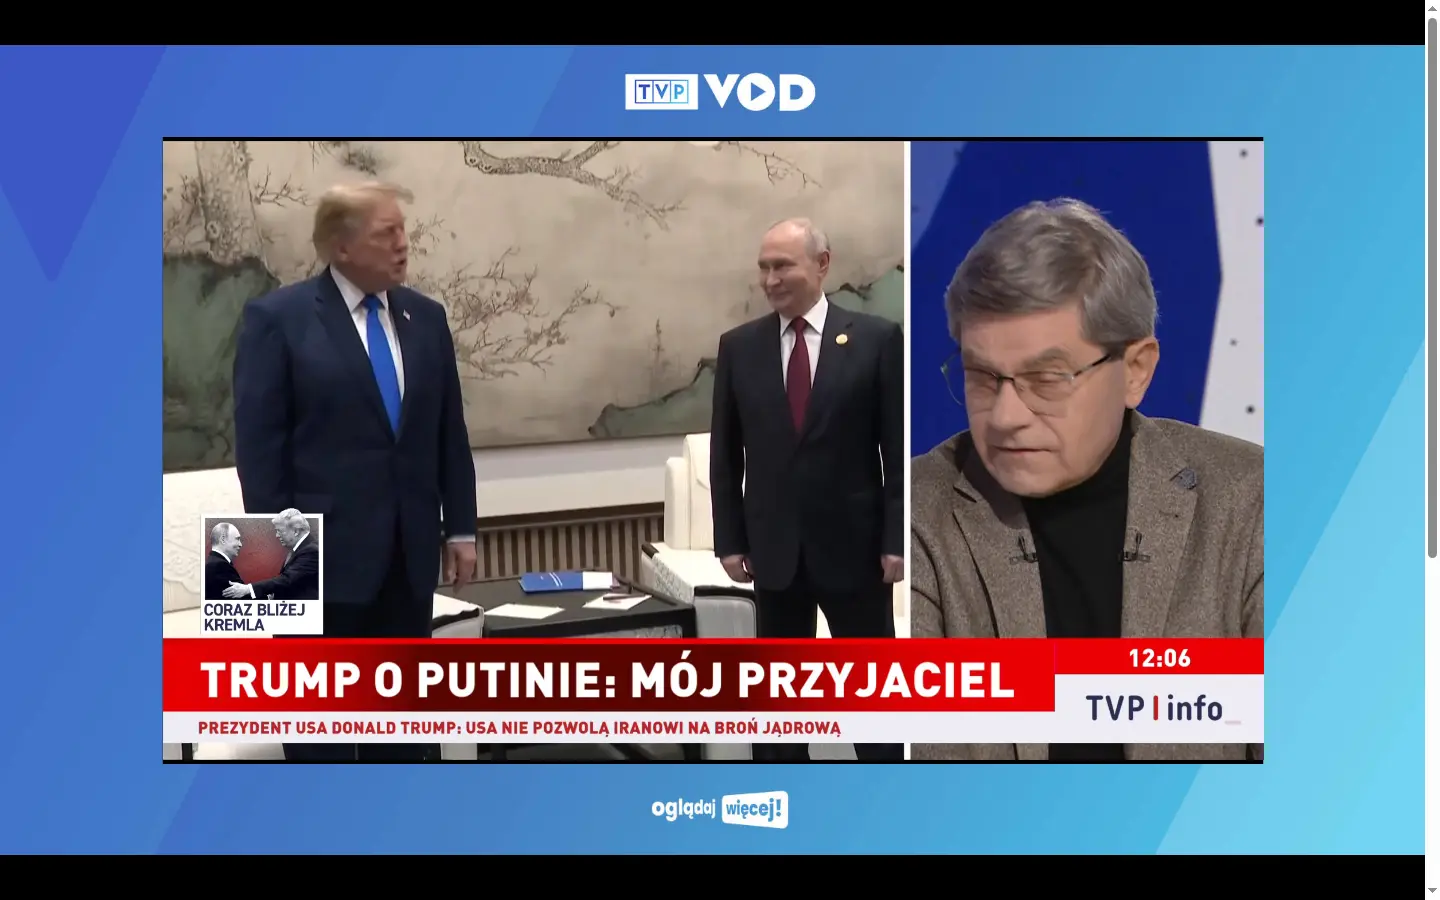 TVP VOD
CORAZ BLIŻEJ
KREMLA
TRUMP O PUTINIE: MÓJ PRZYJACIEL
12:06
PREZYDENT USA DONALD TRUMP: USA NIE POZWOLĄ IRANOWI NA BROŃ JĄDROWĄ
TVP info_
oglądaj więcej!